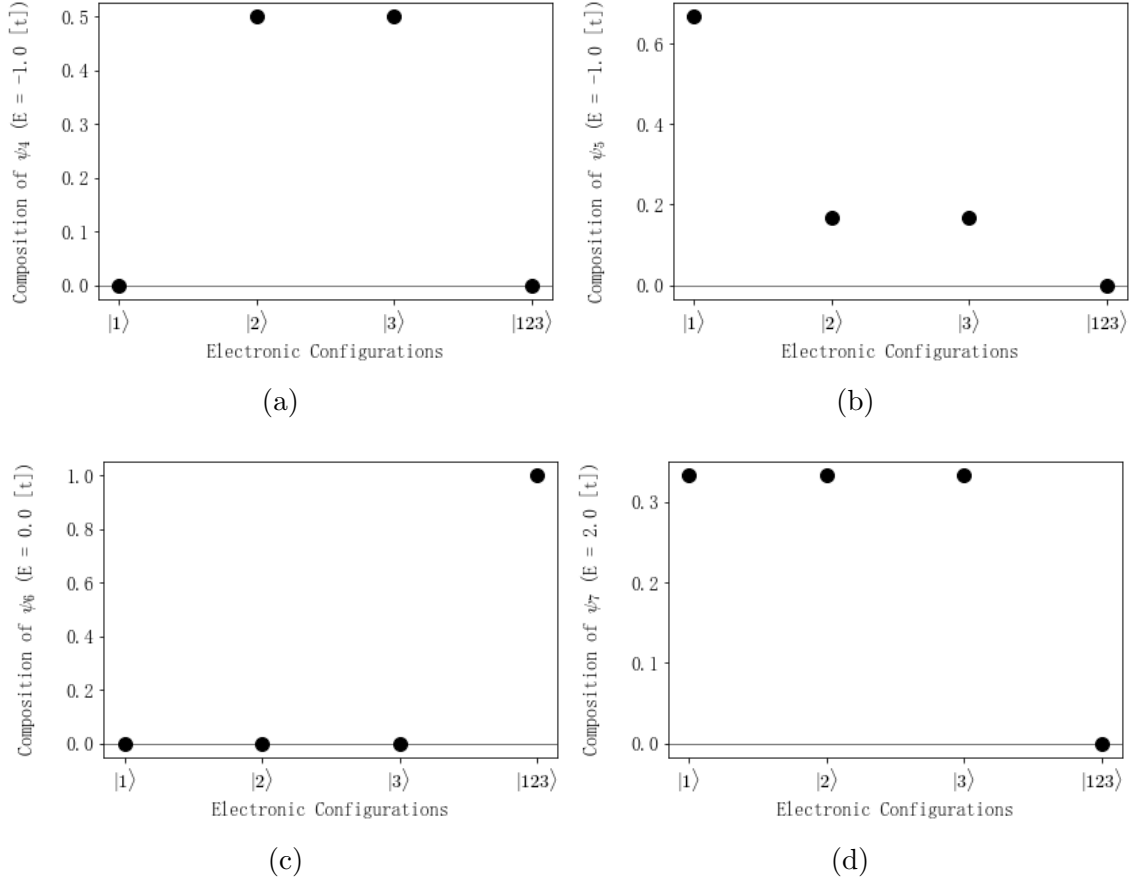 Composition of ψ₄ (E = -1.0 [t])
0.5
0.4
0.3
0.2
0.1
0.0
|1⟩ |2⟩ |3⟩ |123⟩
Electronic Configurations
(a)
Composition of ψ₅ (E = -1.0 [t])
0.6
0.4
0.2
0.0
|1⟩ |2⟩ |3⟩ |123⟩
Electronic Configurations
(b)
Composition of ψ₆ (E = 0.0 [t])
1.0
0.8
0.6
0.4
0.2
0.0
|1⟩ |2⟩ |3⟩ |123⟩
Electronic Configurations
(c)
Composition of ψ₇ (E = 2.0 [t])
0.3
0.2
0.1
0.0
|1⟩ |2⟩ |3⟩ |123⟩
Electronic Configurations
(d)